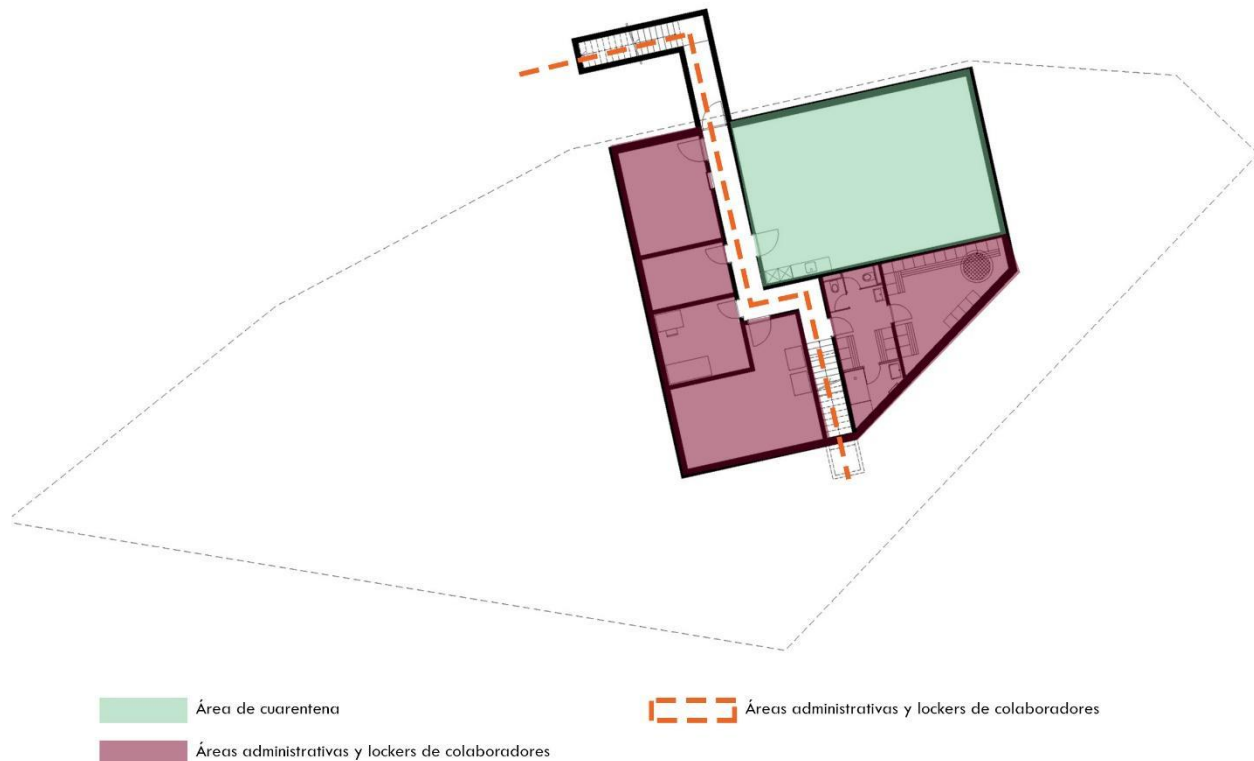 Área de cuarentena
Áreas administrativas y lockers de colaboradores
Áreas administrativas y lockers de colaboradores